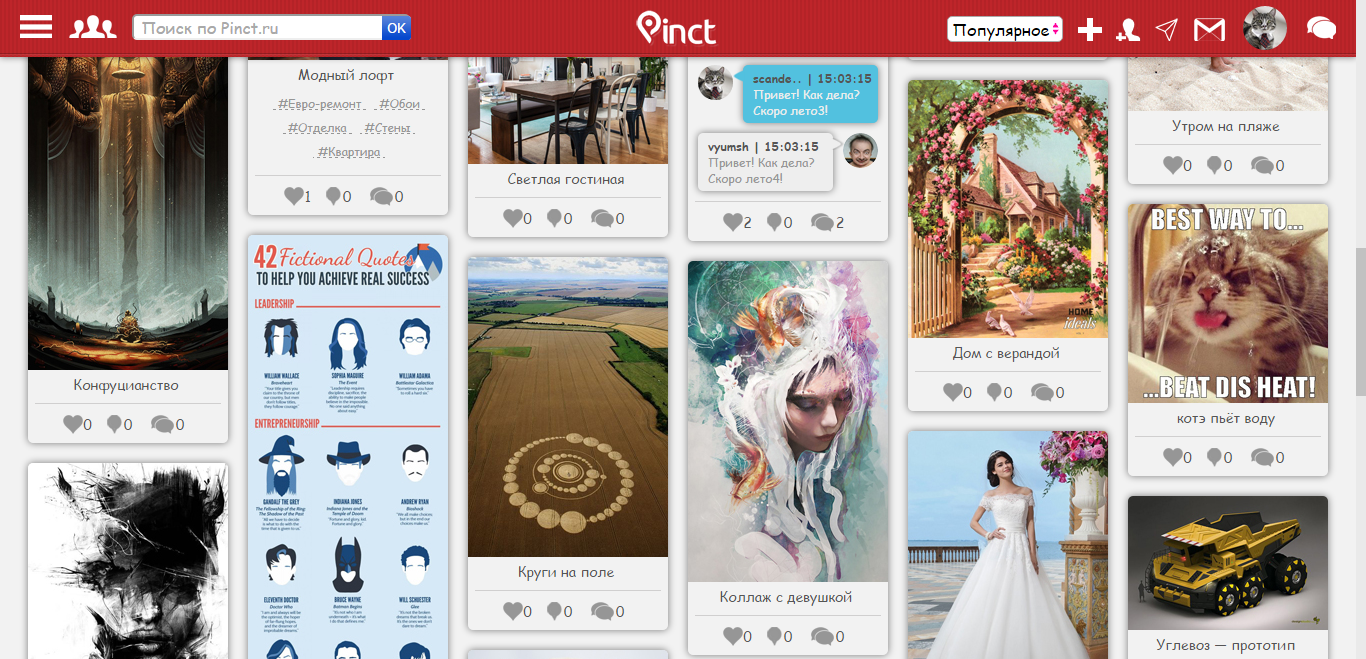 Поиск по Pinct.ru
OK
Pinct
Популярное
Конфуцианство
0 0 0
Модный лофт
#Евро-ремонт #Обои
#Отделка #Стены
#Квартира
1 0 0
42 Fictional Quotes
TO HELP YOU ACHIEVE REAL SUCCESS
LEADERSHIP
WILLIAM WALLACE
Braveheart
SOPHIA MAGUIRE
The Event
WILLIAM ADAMA
Battlestar Galactica
ENTREPRENEURSHIP
GANDALF THE GREY
The Fellowship of the Ring
INDIANA JONES
Indiana Jones and the
Temple of Doom
ANDREW RYAN
Bioshock
ELEVENTH DOCTOR
Doctor Who
BRUCE WAYNE
Batman Begins
WILL SCHUESTER
Glee
Светлая гостиная
0 0 0
Круги на поле
0 0 0
scande.. | 15:03:15
Привет! Как дела?
Скоро лето3!
vyumsh | 15:03:15
Привет! Как дела?
Скоро лето4!
2 0 2
Коллаж с девушкой
0 0 0
HOME
ideals
Дом с верандой
0 0 0
Утром на пляже
0 0 0
BEST WAY TO...
...BEAT DIS HEAT!
котэ пьёт воду
0 0 0
Углевоз — прототип